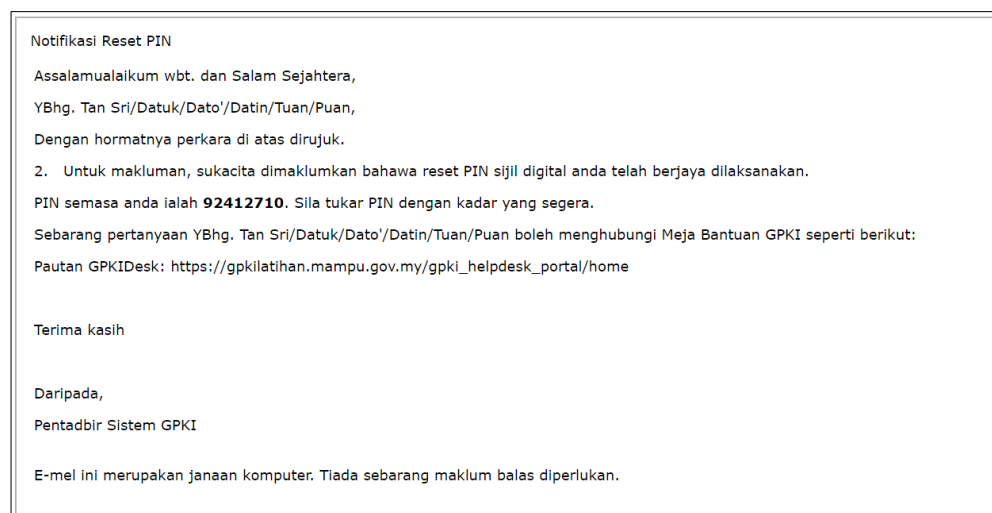 Notifikasi Reset PIN
Assalamualaikum wbt. dan Salam Sejahtera,
YBhg. Tan Sri/Datuk/Dato'/Datin/Tuan/Puan,
Dengan hormatnya perkara di atas dirujuk.
2. Untuk makluman, sukacita dimaklumkan bahawa reset PIN sijil digital anda telah berjaya dilaksanakan.
PIN semasa anda ialah 92412710. Sila tukar PIN dengan kadar yang segera.
Sebarang pertanyaan YBhg. Tan Sri/Datuk/Dato'/Datin/Tuan/Puan boleh menghubungi Meja Bantuan GPKI seperti berikut:
Pautan GPKIDesk: https://gpkilatihan.mampu.gov.my/gpki_helpdesk_portal/home
Terima kasih
Daripada,
Pentadbir Sistem GPKI
E-mel ini merupakan janaan komputer. Tiada sebarang maklum balas diperlukan.